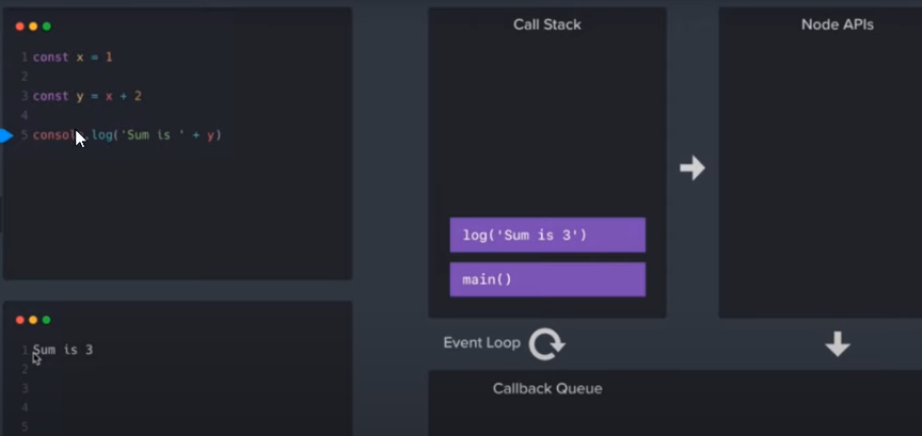 1 const x = 1
2
3 const y = x + 2
4
5 console.log('Sum is ' + y)
1 Sum is 3
2
3
4
5
Call Stack
log('Sum is 3')
main()
Event Loop
Node APIs
Callback Queue